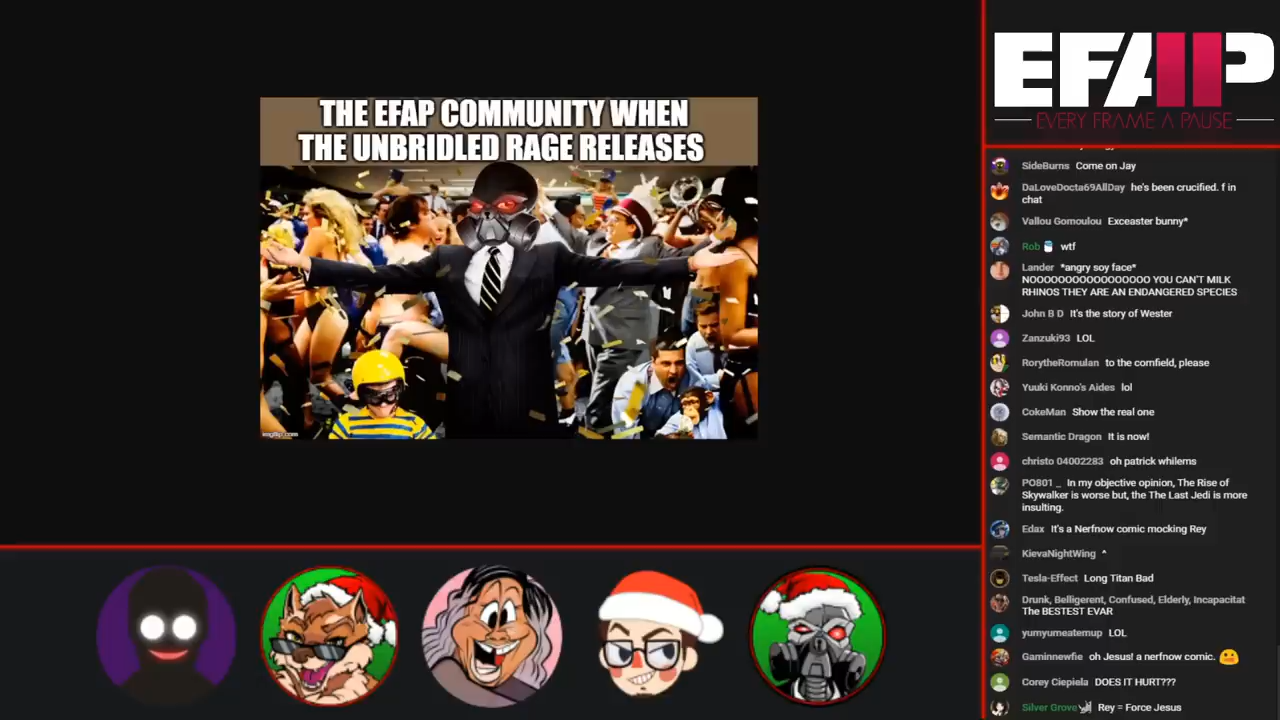 THE EFAP COMMUNITY WHEN
THE UNBRIDLED RAGE RELEASES
imgflip.com
EFAP
EVERY FRAME A PAUSE
SideBurns Come on Jay
DaLoveDocta69AllDay he's been crucified. f in
chat
Vallou Gomoulou Exceaster bunny*
Rob wtf
Lander *angry soy face*
NOOOOOOOOOOOOOOOO YOU CAN'T MILK
RHINOS THEY ARE AN ENDANGERED SPECIES
John B D It's the story of Wester
Zanzuki93 LOL
RorytheRomulan to the cornfield, please
Yuuki Konno's Aides lol
CokeMan Show the real one
Semantic Dragon It is now!
christo 04002283 oh patrick whilems
PO801 _ In my objective opinion, The Rise of
Skywalker is worse but, the The Last Jedi is more
insulting.
Edax It's a Nerfnow comic mocking Rey
KievaNightWing ^
Tesla-Effect Long Titan Bad
Drunk, Belligerent, Confused, Elderly, Incapacitat
The BESTEST EVAR
yumyumeatemup LOL
Gaminnewfie oh Jesus! a nerfnow comic.
Corey Ciepiela DOES IT HURT???
Silver Grove Rey = Force Jesus